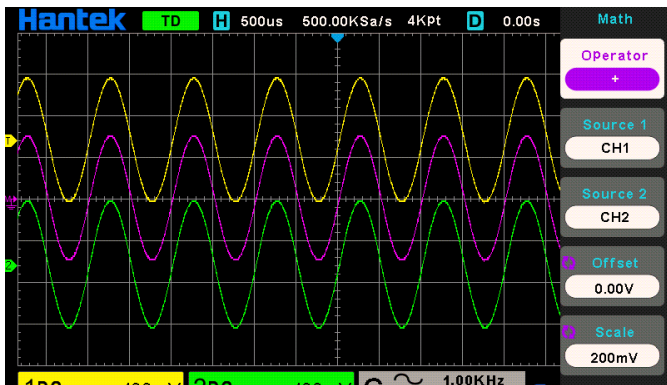 Hantek TD H 500us 500.00KSa/s 4Kpt D 0.00s Math
Operator
+
T
Source 1
CH1
Source 2
CH2
M
2
Offset
0.00V
Scale
200mV
1.00KHz